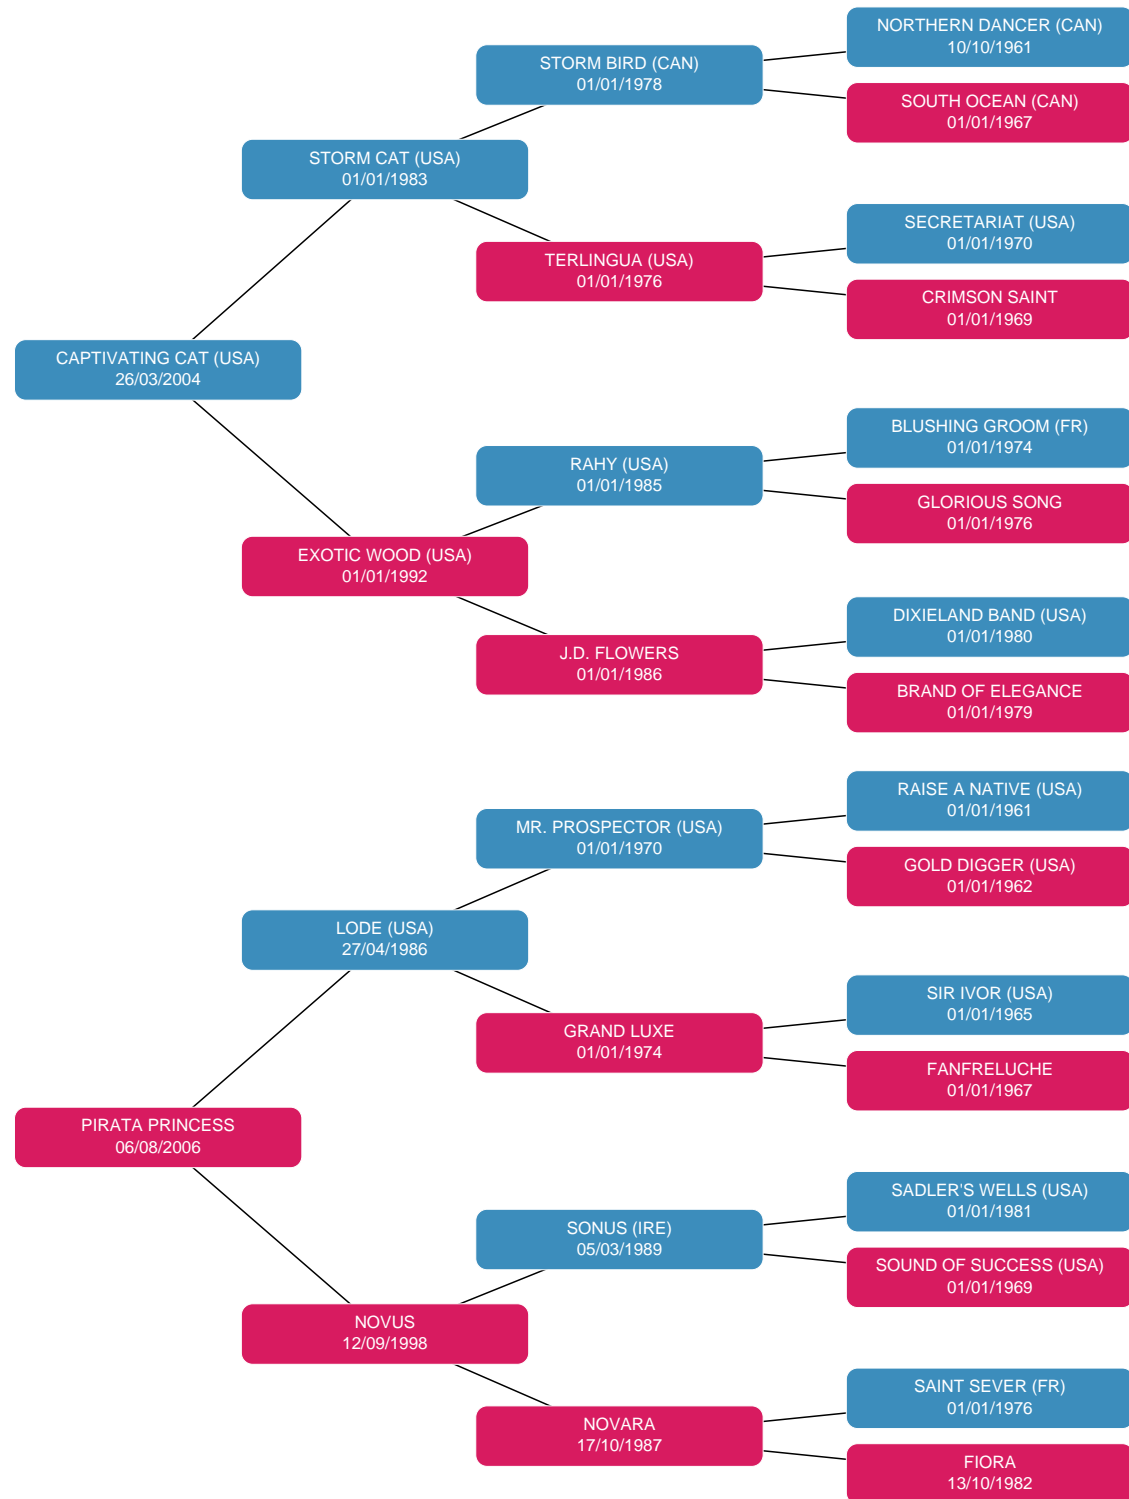 NORTHERN DANCER (CAN)
10/10/1961
STORM BIRD (CAN)
01/01/1978
SOUTH OCEAN (CAN)
01/01/1967
STORM CAT (USA)
01/01/1983
SECRETARIAT (USA)
01/01/1970
TERLINGUA (USA)
01/01/1976
CRIMSON SAINT
01/01/1969
CAPTIVATING CAT (USA)
26/03/2004
BLUSHING GROOM (FR)
01/01/1974
RAHY (USA)
01/01/1985
GLORIOUS SONG
01/01/1976
EXOTIC WOOD (USA)
01/01/1992
DIXIELAND BAND (USA)
01/01/1980
J.D. FLOWERS
01/01/1986
BRAND OF ELEGANCE
01/01/1979
RAISE A NATIVE (USA)
01/01/1961
MR. PROSPECTOR (USA)
01/01/1970
GOLD DIGGER (USA)
01/01/1962
LODE (USA)
27/04/1986
SIR IVOR (USA)
01/01/1965
GRAND LUXE
01/01/1974
FANFRELUCHE
01/01/1967
PIRATA PRINCESS
06/08/2006
SADLER'S WELLS (USA)
01/01/1981
SONUS (IRE)
05/03/1989
SOUND OF SUCCESS (USA)
01/01/1969
NOVUS
12/09/1998
SAINT SEVER (FR)
01/01/1976
NOVARA
17/10/1987
FIORA
13/10/1982